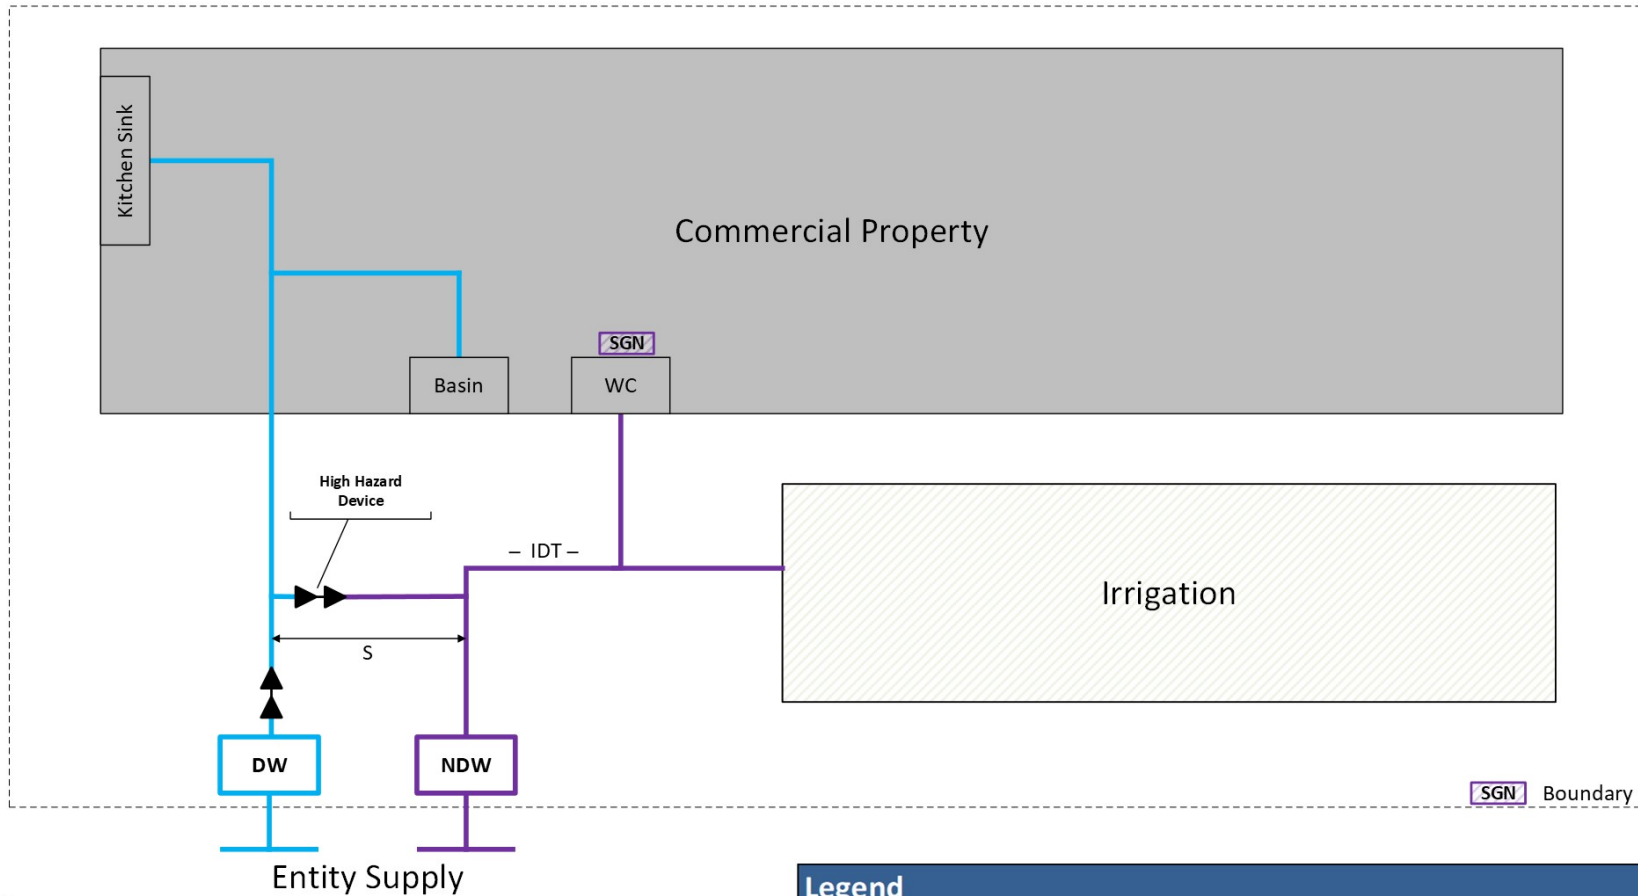 Kitchen Sink
Commercial Property
SGN
Basin
WC
High Hazard
Device
– IDT –
Irrigation
S
DW
NDW
SGN Boundary
Entity Supply
Legend